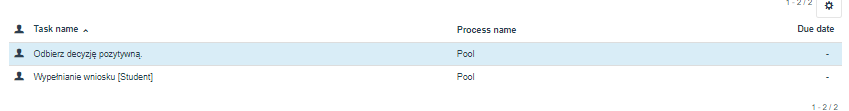 1 - 2 / 2
Task name Process name Due date
Odbierz decyzję pozytywną. Pool -
Wypełnianie wniosku [Student] Pool -
1 - 2 / 2